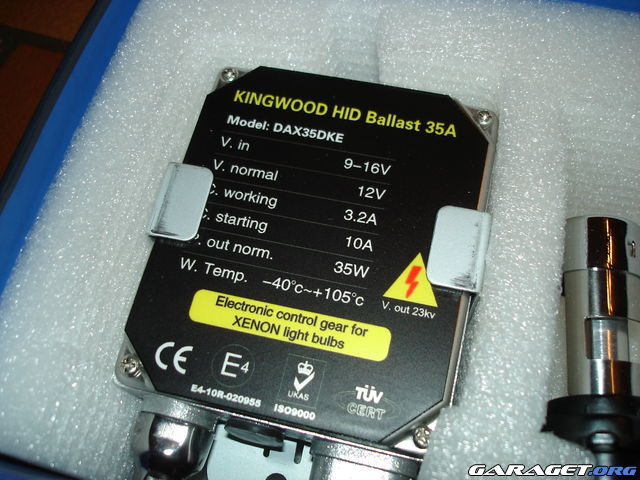 KINGWOOD HID Ballast 35A
Model: DAX35DKE
V. in 9–16V
V. normal 12V
C. working 3.2A
C. starting 10A
. out norm. 35W
W. Temp. –40°c~+105°c
V. out 23kv
Electronic control gear for
XENON light bulbs
CE E4 UKAS TÜV
CERT
E4-10R-020955 ISO9000
GARAGET.ORG